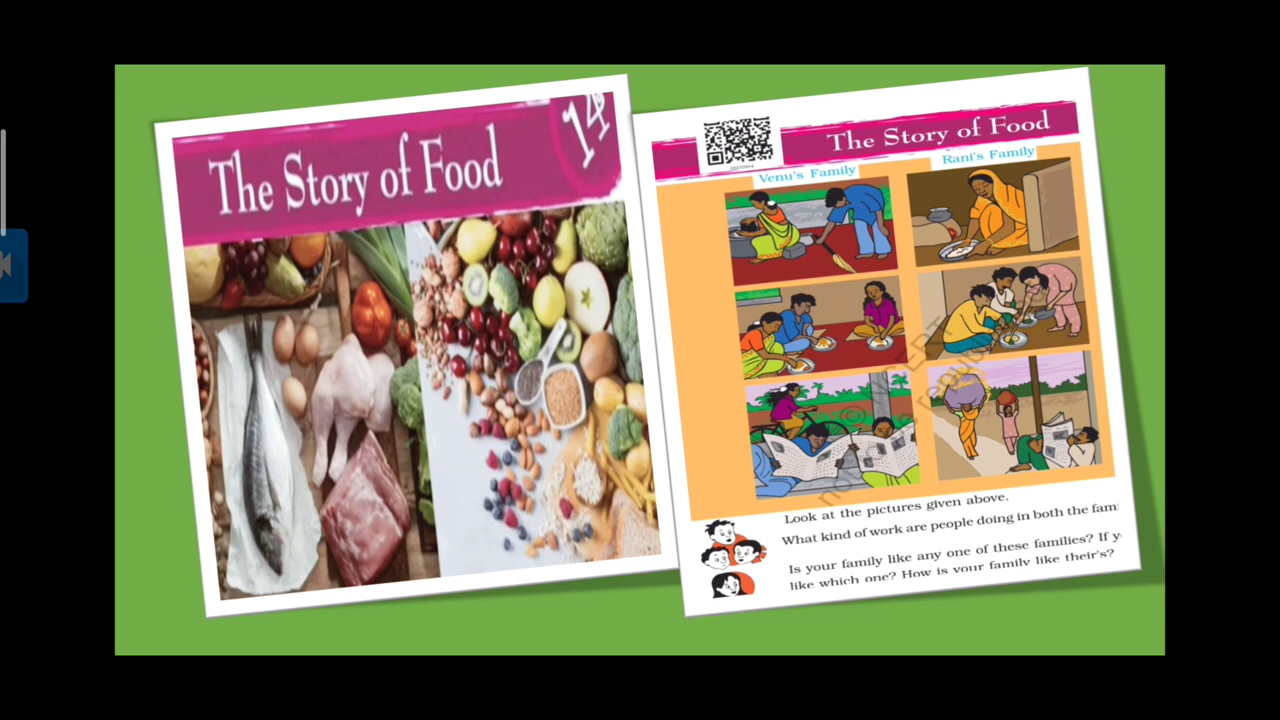 The Story of Food
14
The Story of Food
Venu's Family
Rani's Family
Look at the pictures given above.
What kind of work are people doing in both the fam
Is your family like any one of these families? If y
like which one? How is your family like their's?